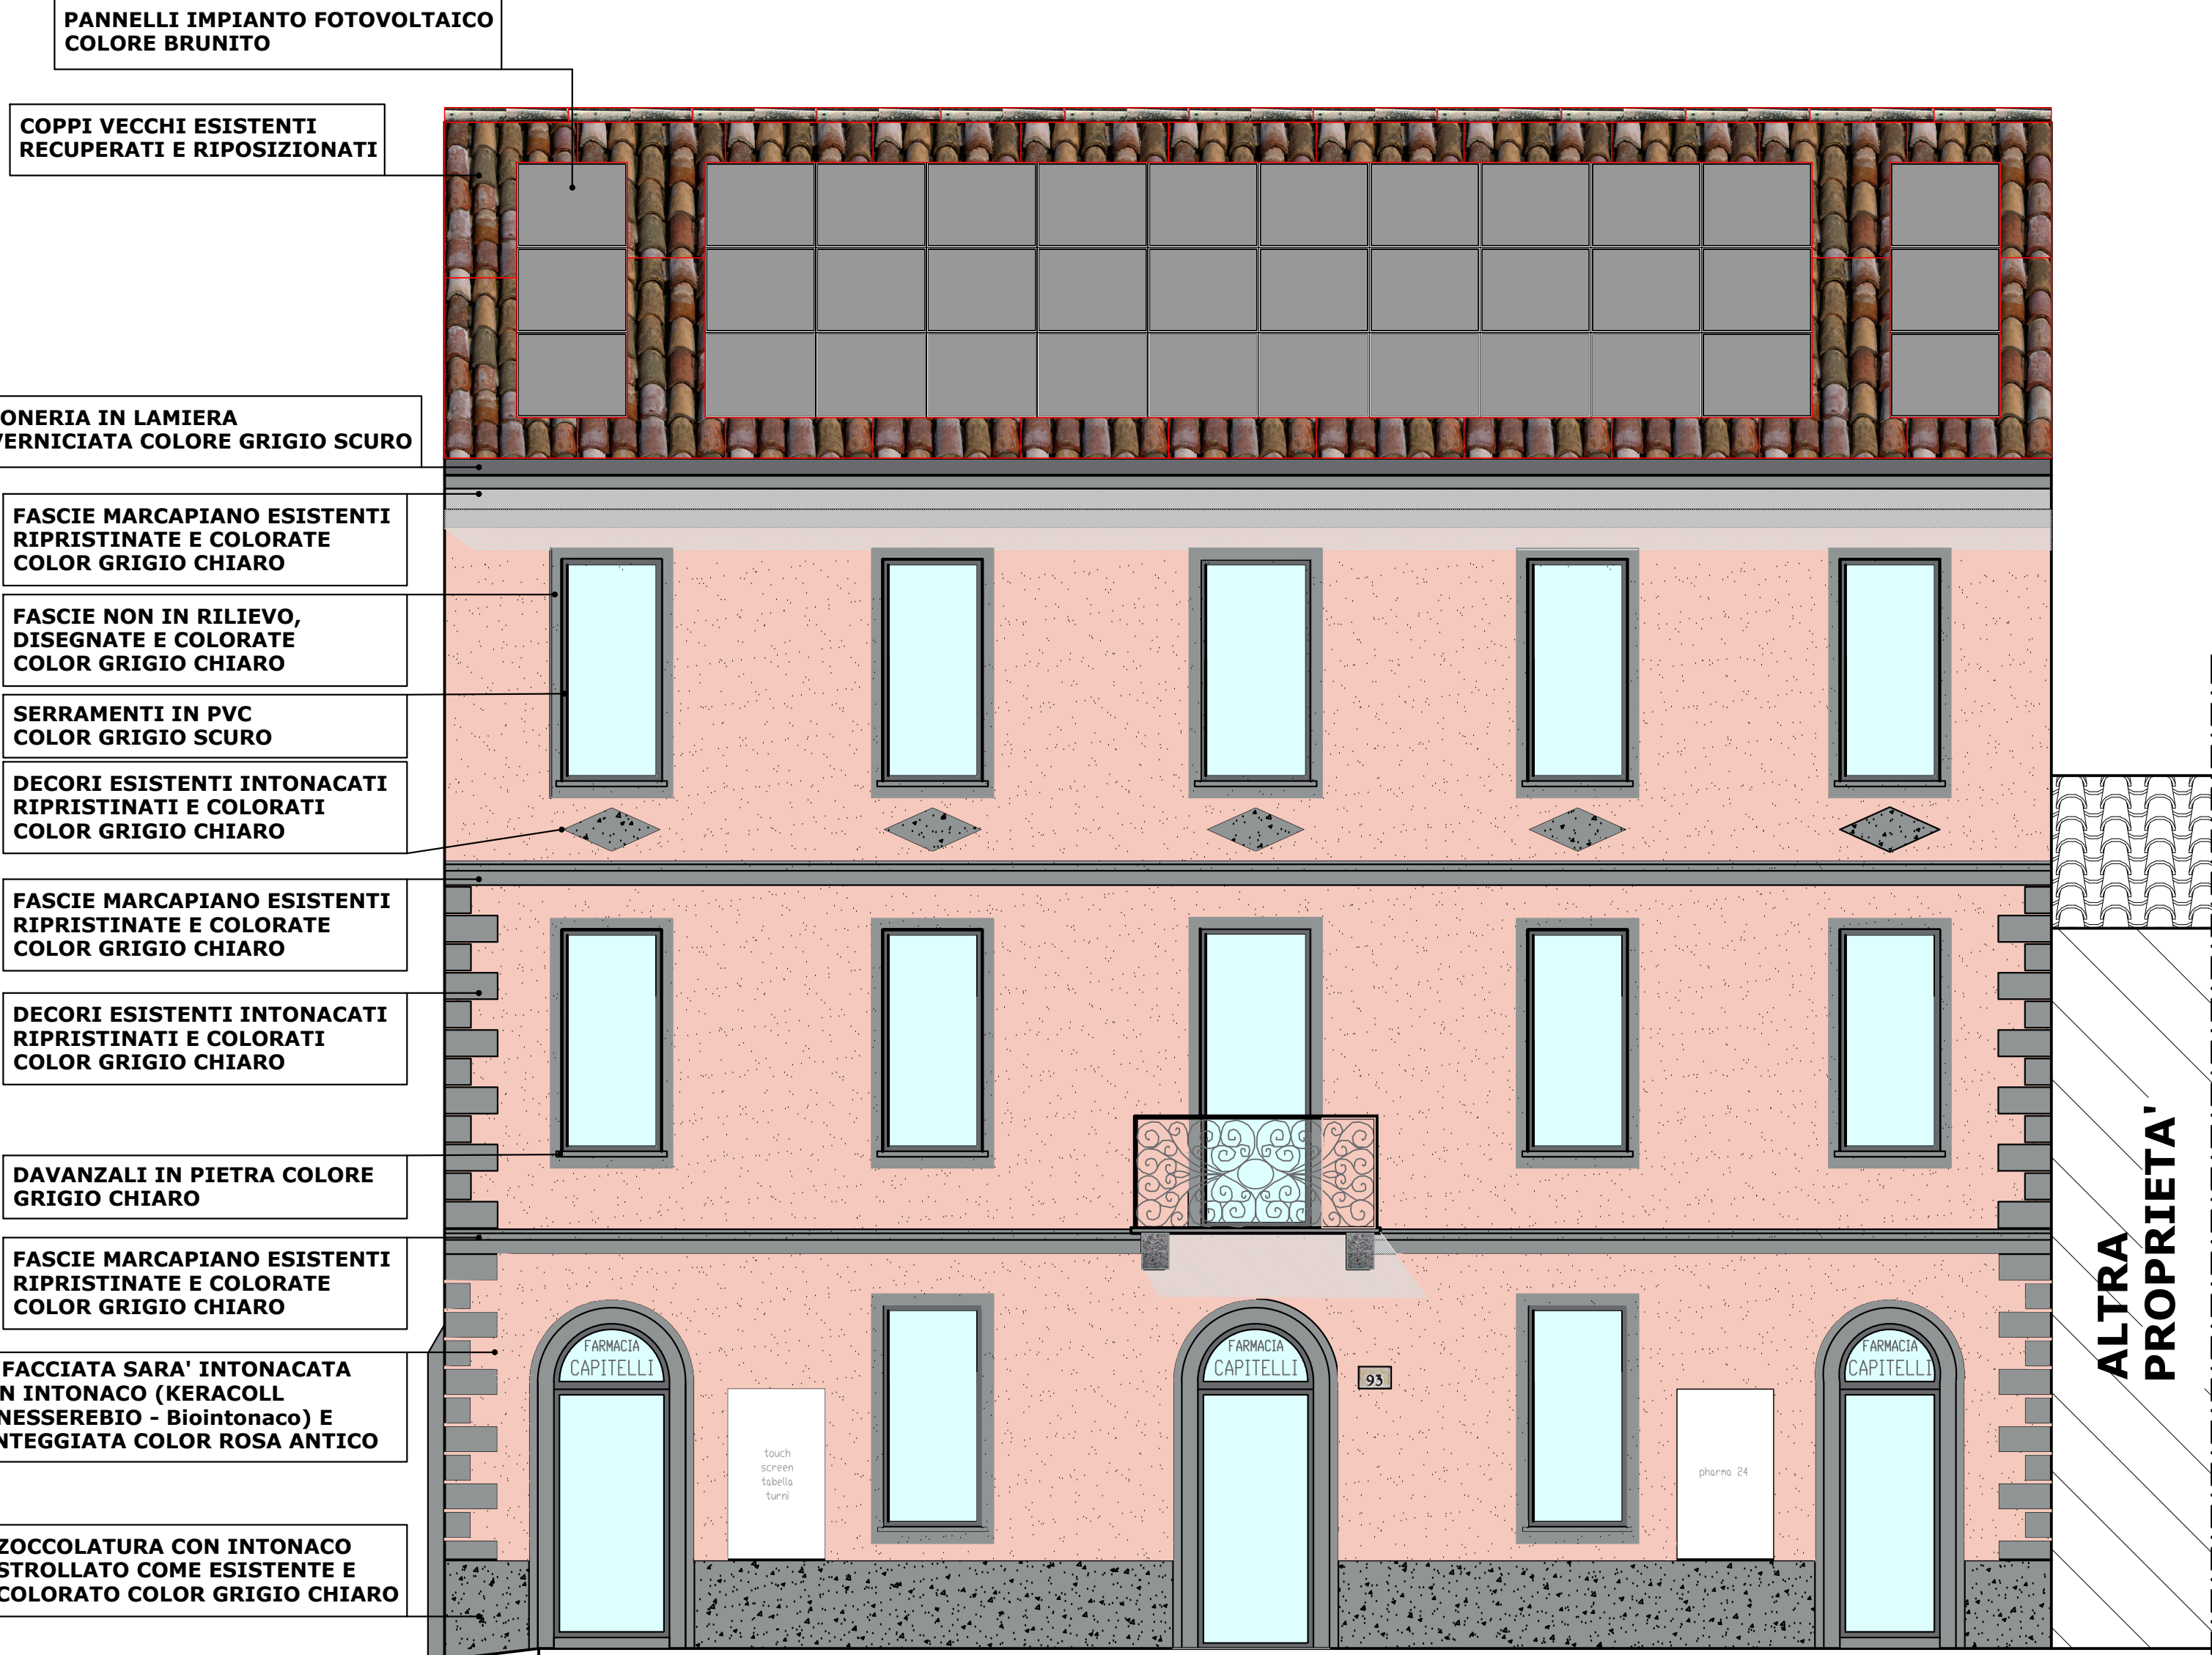 PANNELLI IMPIANTO FOTOVOLTAICO
COLORE BRUNITO
COPPI VECCHI ESISTENTI
RECUPERATI E RIPOSIZIONATI
ONERIA IN LAMIERA
VERNICIATA COLORE GRIGIO SCURO
FASCIE MARCAPIANO ESISTENTI
RIPRISTINATE E COLORATE
COLOR GRIGIO CHIARO
FASCIE NON IN RILIEVO,
DISEGNATE E COLORATE
COLOR GRIGIO CHIARO
SERRAMENTI IN PVC
COLOR GRIGIO SCURO
DECORI ESISTENTI INTONACATI
RIPRISTINATI E COLORATI
COLOR GRIGIO CHIARO
FASCIE MARCAPIANO ESISTENTI
RIPRISTINATE E COLORATE
COLOR GRIGIO CHIARO
DECORI ESISTENTI INTONACATI
RIPRISTINATI E COLORATI
COLOR GRIGIO CHIARO
DAVANZALI IN PIETRA COLORE
GRIGIO CHIARO
FASCIE MARCAPIANO ESISTENTI
RIPRISTINATE E COLORATE
COLOR GRIGIO CHIARO
FACCIATA SARA' INTONACATA
N INTONACO (KERACOLL
NESSEREBIO - Biointonaco) E
NTEGGIATA COLOR ROSA ANTICO
ZOCCOLATURA CON INTONACO
STROLLATO COME ESISTENTE E
COLORATO COLOR GRIGIO CHIARO
FARMACIA
CAPITELLI
touch
screen
tabella
turni
FARMACIA
CAPITELLI
93
pharma 24
FARMACIA
CAPITELLI
ALTRA
PROPRIETA'